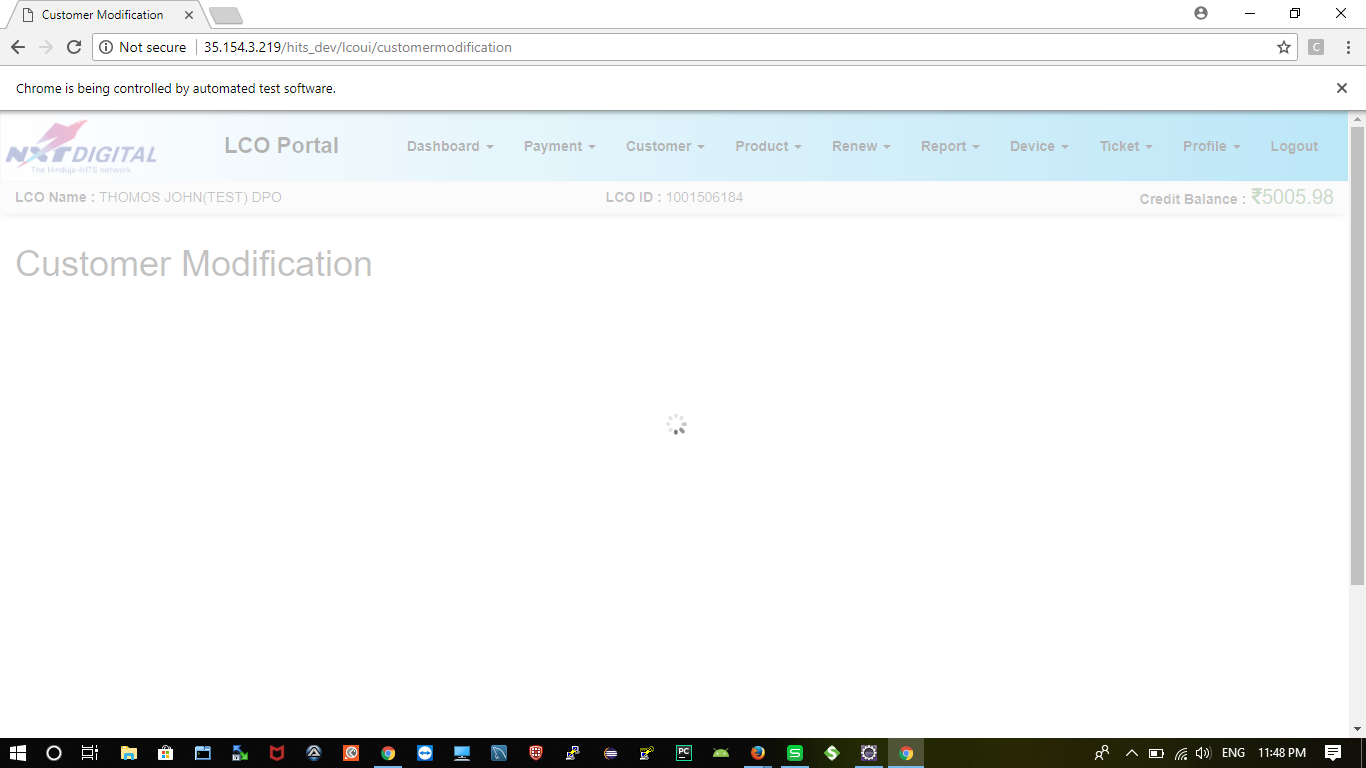 Customer Modification
Not secure 35.154.3.219/hits_dev/lcoui/customermodification
C
Chrome is being controlled by automated test software.
NXTDIGITAL
The Hinduja-HITS network
LCO Portal Dashboard Payment Customer Product Renew Report Device Ticket Profile Logout
LCO Name : THOMOS JOHN(TEST) DPO LCO ID : 1001506184 Credit Balance : ₹5005.98
Customer Modification
PC S S ENG 11:48 PM